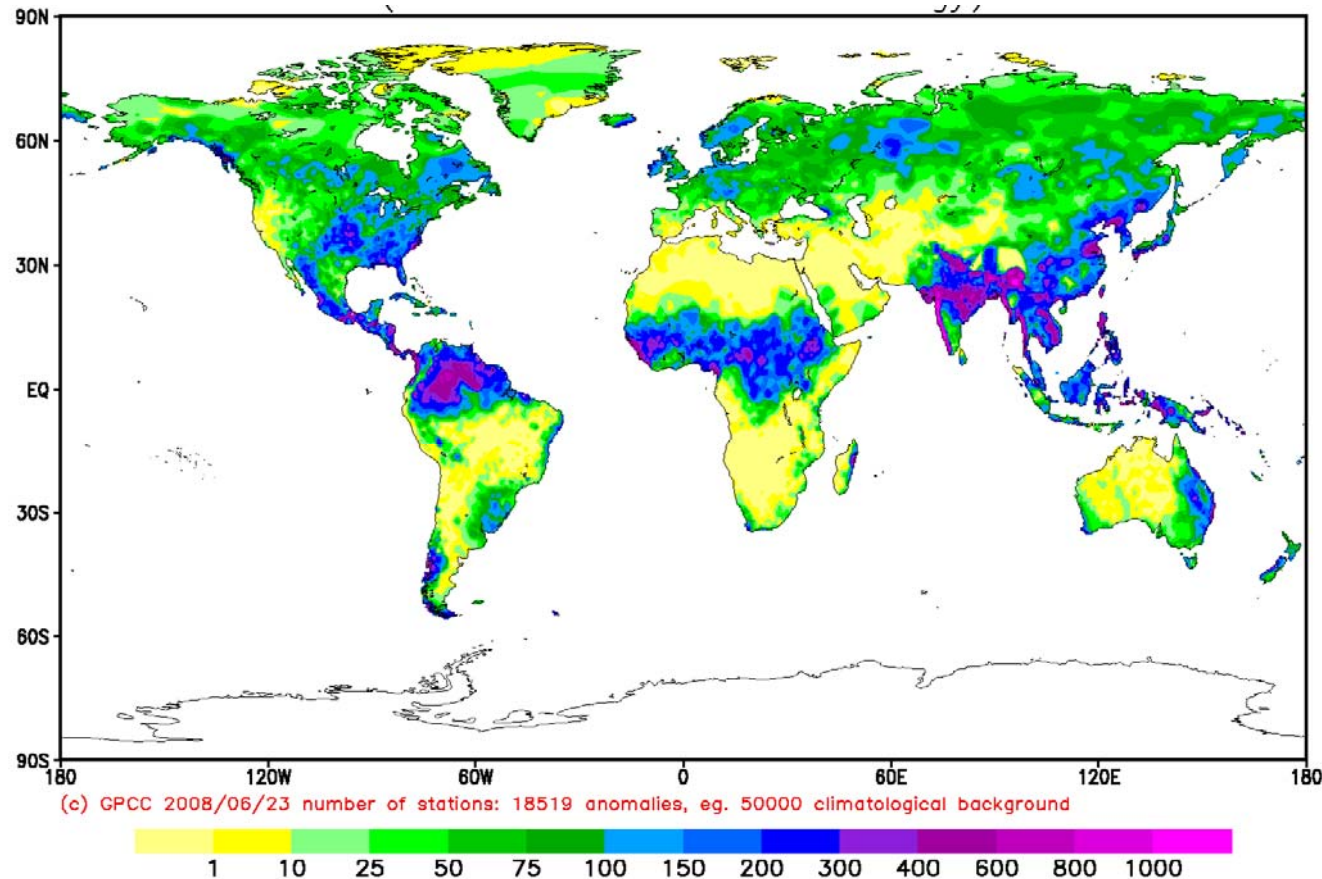 90N
60N
30N
EQ
30S
60S
90S
180 120W 60W 0 60E 120E 180
(c) GPCC 2008/06/23 number of stations: 18519 anomalies, eg. 50000 climatological background
1 10 25 50 75 100 150 200 300 400 600 800 1000